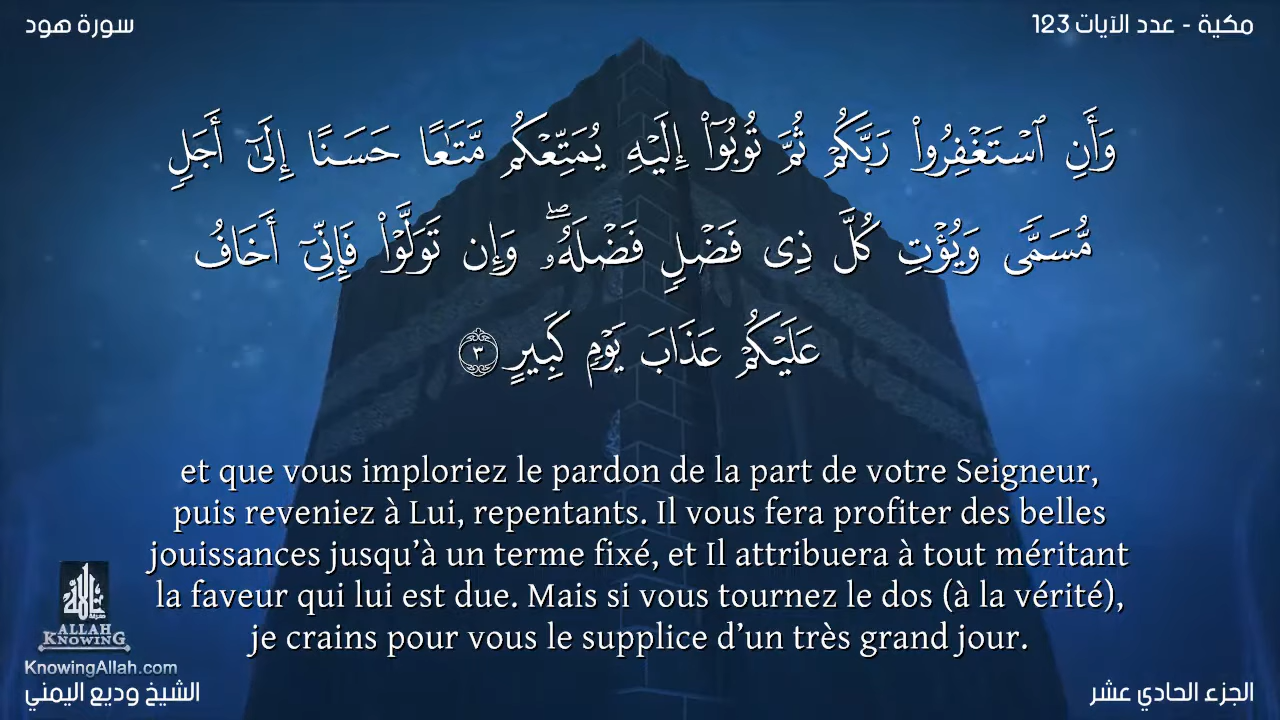 سورة هود
مكية - عدد الآيات 123
وَأَنِ ٱسْتَغْفِرُوا۟ رَبَّكُمْ ثُمَّ تُوبُوٓا۟ إِلَيْهِ يُمَتِّعْكُم مَّتَـٰعًا حَسَنًا إِلَىٰٓ أَجَلٍ
مُّسَمًّى وَيُؤْتِ كُلَّ ذِى فَضْلٍ فَضْلَهُۥ ۖ وَإِن تَوَلَّوْا۟ فَإِنِّىٓ أَخَافُ
عَلَيْكُمْ عَذَابَ يَوْمٍ كَبِيرٍ ٣
et que vous imploriez le pardon de la part de votre Seigneur,
puis reveniez à Lui, repentants. Il vous fera profiter des belles
jouissances jusqu’à un terme fixé, et Il attribuera à tout méritant
la faveur qui lui est due. Mais si vous tournez le dos (à la vérité),
je crains pour vous le supplice d’un très grand jour.
ALLAH
KNOWING
KnowingAllah.com
الشيخ وديع اليمني
الجزء الحادي عشر